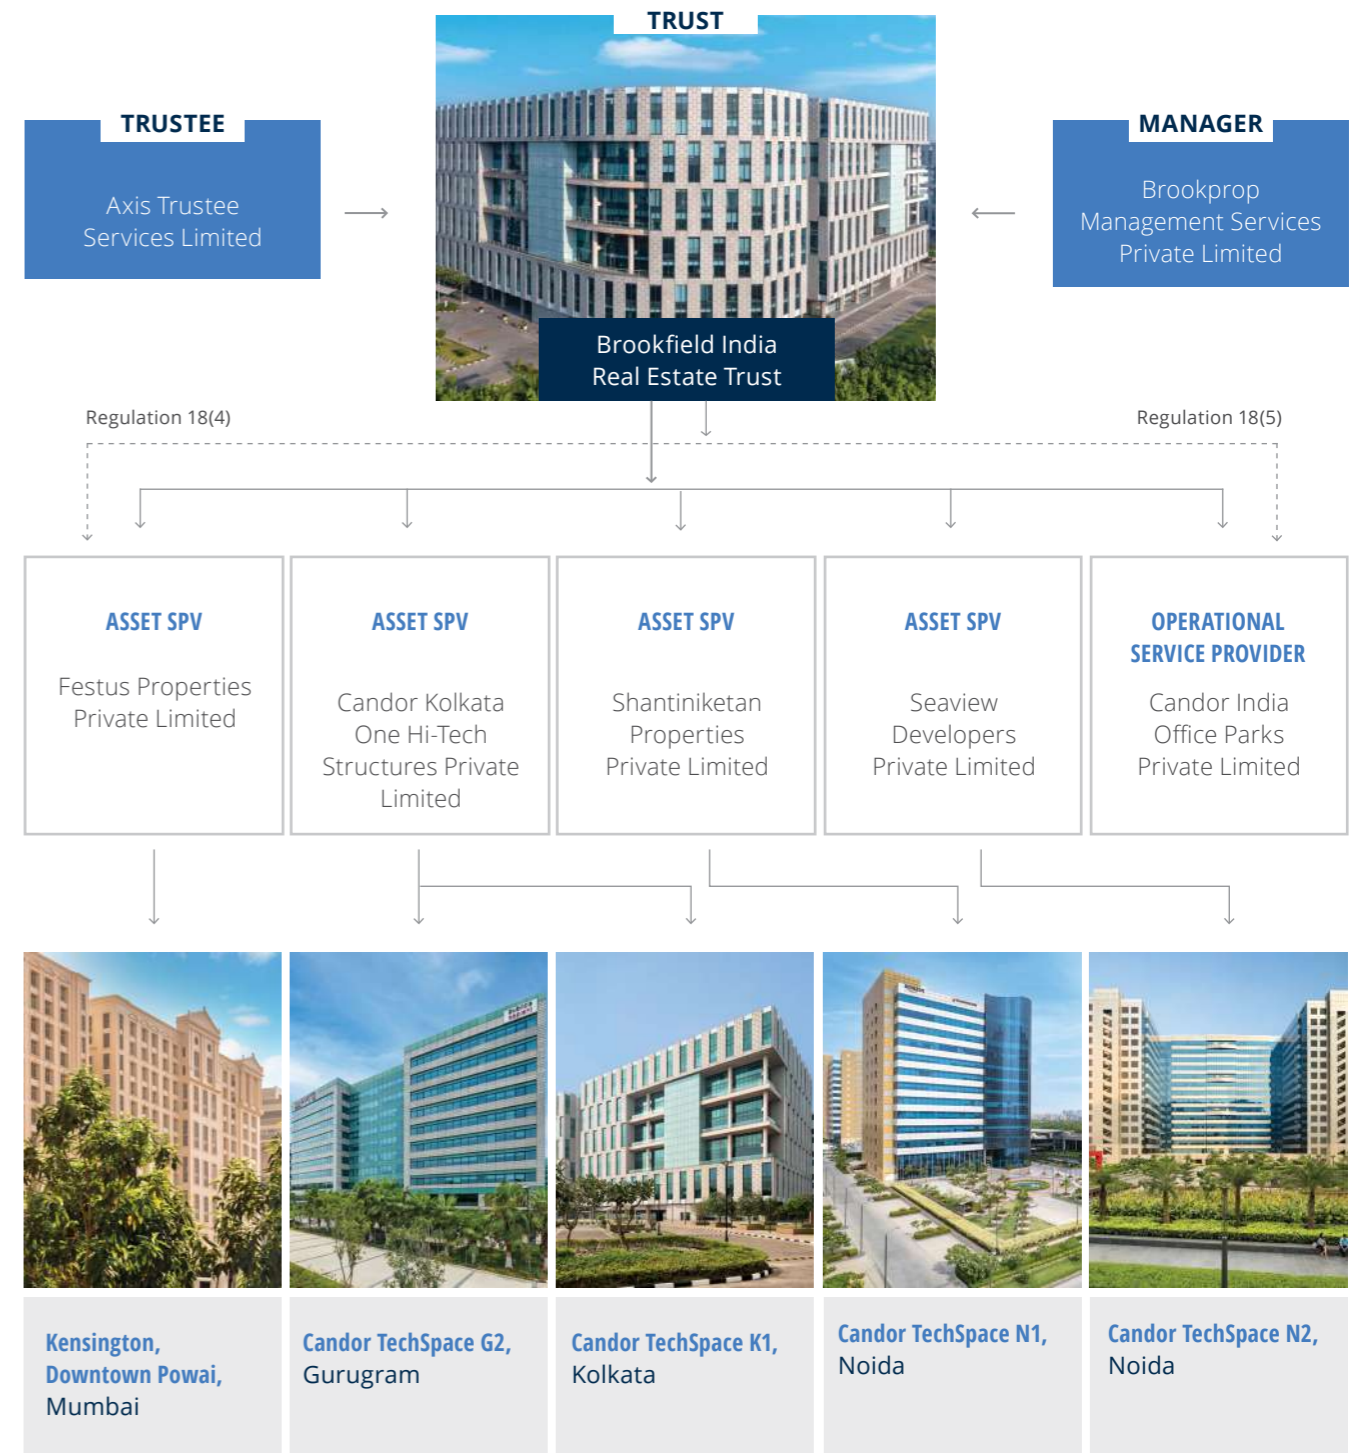 TRUST
TRUSTEE
MANAGER
Axis Trustee
Services Limited
Brookprop
Management Services
Private Limited
Brookfield India
Real Estate Trust
Regulation 18(4)
Regulation 18(5)
ASSET SPV
Festus Properties
Private Limited
ASSET SPV
Candor Kolkata
One Hi-Tech
Structures Private
Limited
ASSET SPV
Shantiniketan
Properties
Private Limited
ASSET SPV
Seaview
Developers
Private Limited
OPERATIONAL
SERVICE PROVIDER
Candor India
Office Parks
Private Limited
Kensington,
Downtown Powai,
Mumbai
Candor TechSpace G2,
Gurugram
Candor TechSpace K1,
Kolkata
Candor TechSpace N1,
Noida
Candor TechSpace N2,
Noida